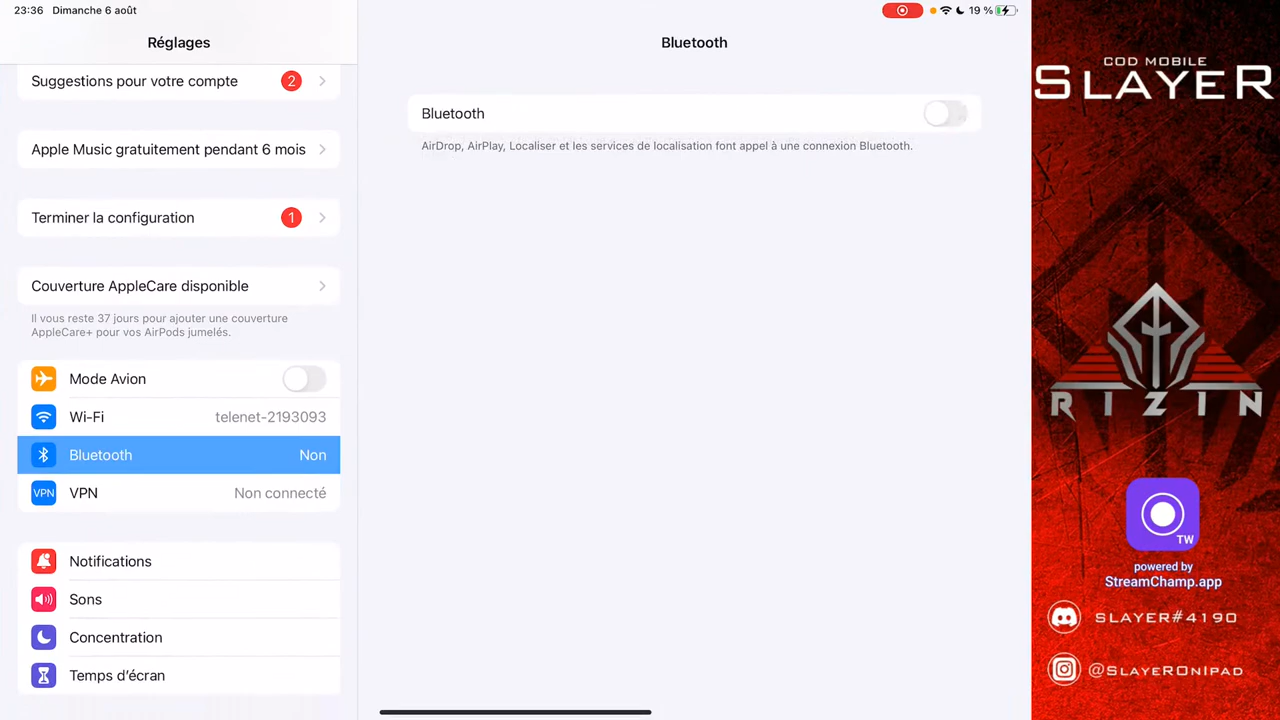 23:36 Dimanche 6 août
19 %
Réglages
Suggestions pour votre compte 2
Apple Music gratuitement pendant 6 mois
Terminer la configuration 1
Couverture AppleCare disponible
Il vous reste 37 jours pour ajouter une couverture
AppleCare+ pour vos AirPods jumelés.
Mode Avion
Wi-Fi telenet-2193093
Bluetooth Non
VPN VPN Non connecté
Notifications
Sons
Concentration
Temps d'écran
Bluetooth
Bluetooth
AirDrop, AirPlay, Localiser et les services de localisation font appel à une connexion Bluetooth.
COD MOBILE
SLAYER
RIZIN
TW
powered by
StreamChamp.app
SLAYER#4190
@SlayeROnIpad